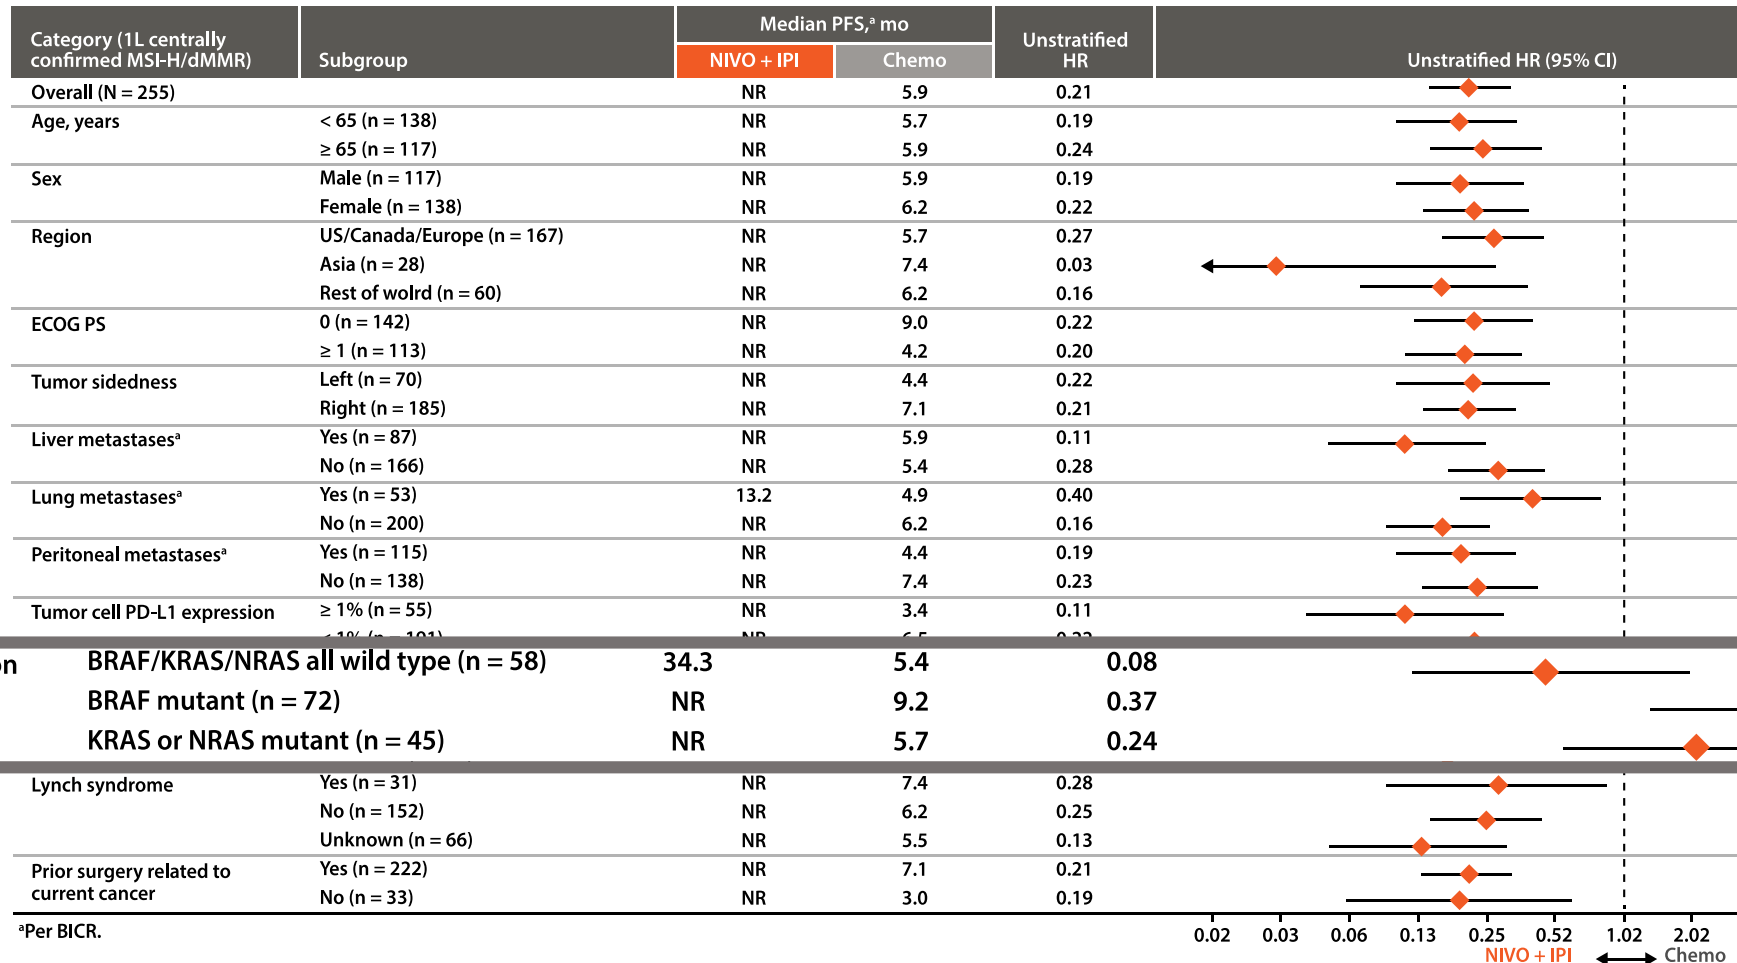 Category (1L centrally confirmed MSI-H/dMMR) Subgroup Median PFS,ᵃ mo Unstratified HR Unstratified HR (95% CI)
NIVO + IPI Chemo
Overall (N = 255) NR 5.9 0.21
Age, years < 65 (n = 138) NR 5.7 0.19
≥ 65 (n = 117) NR 5.9 0.24
Sex Male (n = 117) NR 5.9 0.19
Female (n = 138) NR 6.2 0.22
Region US/Canada/Europe (n = 167) NR 5.7 0.27
Asia (n = 28) NR 7.4 0.03
Rest of wolrd (n = 60) NR 6.2 0.16
ECOG PS 0 (n = 142) NR 9.0 0.22
≥ 1 (n = 113) NR 4.2 0.20
Tumor sidedness Left (n = 70) NR 4.4 0.22
Right (n = 185) NR 7.1 0.21
Liver metastasesᵃ Yes (n = 87) NR 5.9 0.11
No (n = 166) NR 5.4 0.28
Lung metastasesᵃ Yes (n = 53) 13.2 4.9 0.40
No (n = 200) NR 6.2 0.16
Peritoneal metastasesᵃ Yes (n = 115) NR 4.4 0.19
No (n = 138) NR 7.4 0.23
Tumor cell PD-L1 expression ≥ 1% (n = 55) NR 3.4 0.11
BRAF/KRAS/NRAS all wild type (n = 58) 34.3 5.4 0.08
BRAF mutant (n = 72) NR 9.2 0.37
KRAS or NRAS mutant (n = 45) NR 5.7 0.24
Lynch syndrome Yes (n = 31) NR 7.4 0.28
No (n = 152) NR 6.2 0.25
Unknown (n = 66) NR 5.5 0.13
Prior surgery related to current cancer Yes (n = 222) NR 7.1 0.21
No (n = 33) NR 3.0 0.19
ᵃPer BICR.
0.02 0.03 0.06 0.13 0.25 0.52 1.02 2.02
NIVO + IPI Chemo